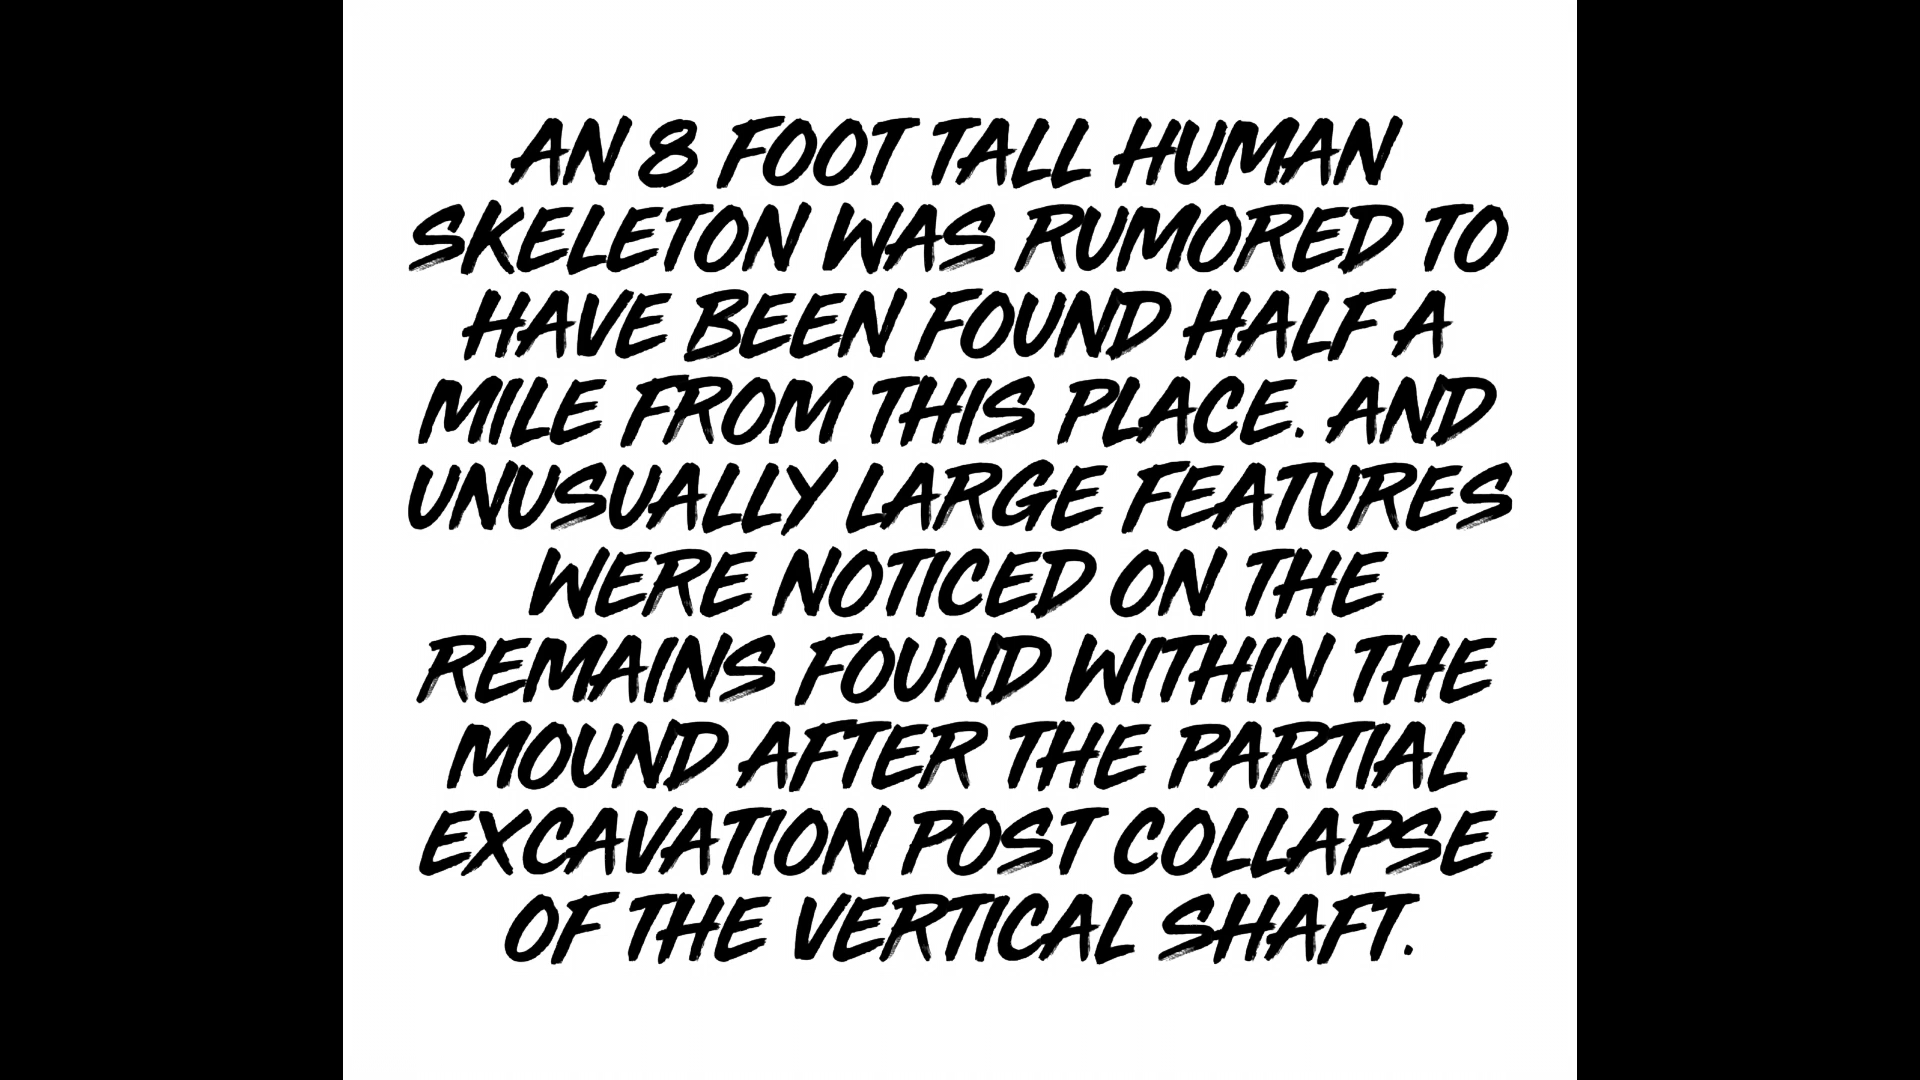 AN 8 FOOT TALL HUMAN
SKELETON WAS RUMORED TO
HAVE BEEN FOUND HALF A
MILE FROM THIS PLACE. AND
UNUSUALLY LARGE FEATURES
WERE NOTICED ON THE
REMAINS FOUND WITHIN THE
MOUND AFTER THE PARTIAL
EXCAVATION POST COLLAPSE
OF THE VERTICAL SHAFT.